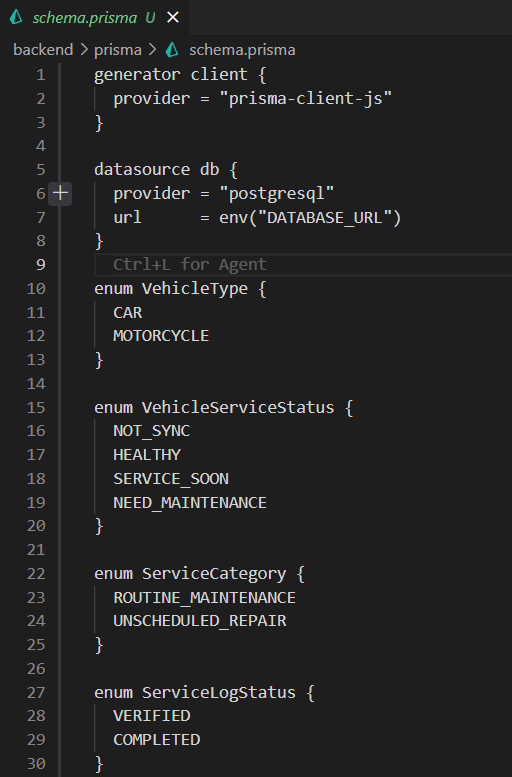 schema.prisma U
backend > prisma > schema.prisma
1 generator client {
2 provider = "prisma-client-js"
3 }
4
5 datasource db {
6 provider = "postgresql"
7 url      = env("DATABASE_URL")
8 }
9 Ctrl+L for Agent
10 enum VehicleType {
11 CAR
12 MOTORCYCLE
13 }
14
15 enum VehicleServiceStatus {
16 NOT_SYNC
17 HEALTHY
18 SERVICE_SOON
19 NEED_MAINTENANCE
20 }
21
22 enum ServiceCategory {
23 ROUTINE_MAINTENANCE
24 UNSCHEDULED_REPAIR
25 }
26
27 enum ServiceLogStatus {
28 VERIFIED
29 COMPLETED
30 }